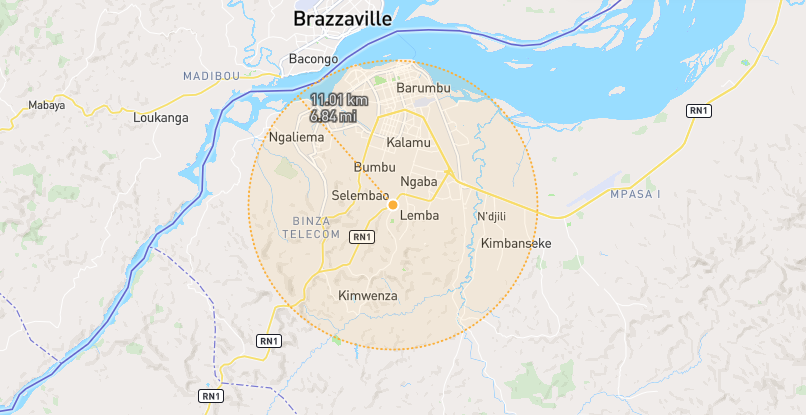 Brazzaville
Bacongo
MADIBOU
Barumbu
11.01 km
6.84 mi
Mabaya
Loukanga
RN1
Ngaliema
Kalamu
Bumbu
Ngaba
Selembao
MPASA I
Lemba
N'djili
BINZA
TELECOM
RN1
Kimbanseke
Kimwenza
RN1
RN1